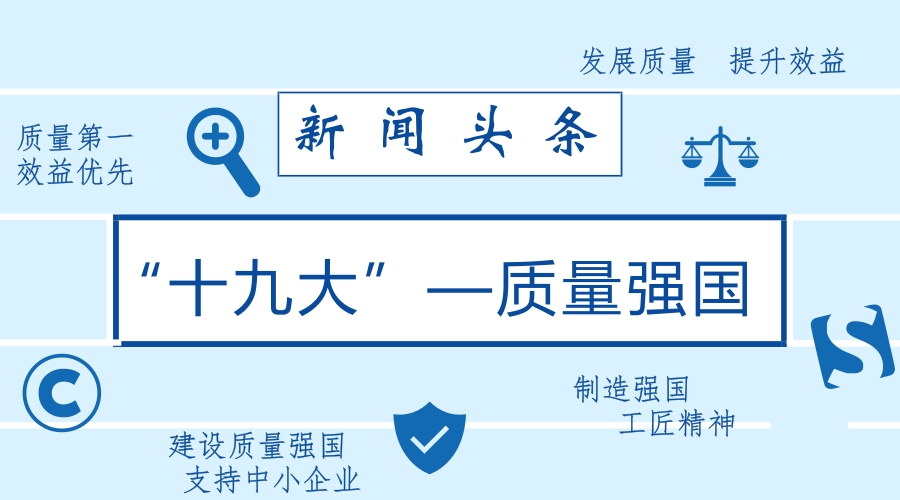 发展质量　提升效益
新闻头条
质量第一
效益优先
“十九大”—质量强国
制造强国
工匠精神
建设质量强国
支持中小企业